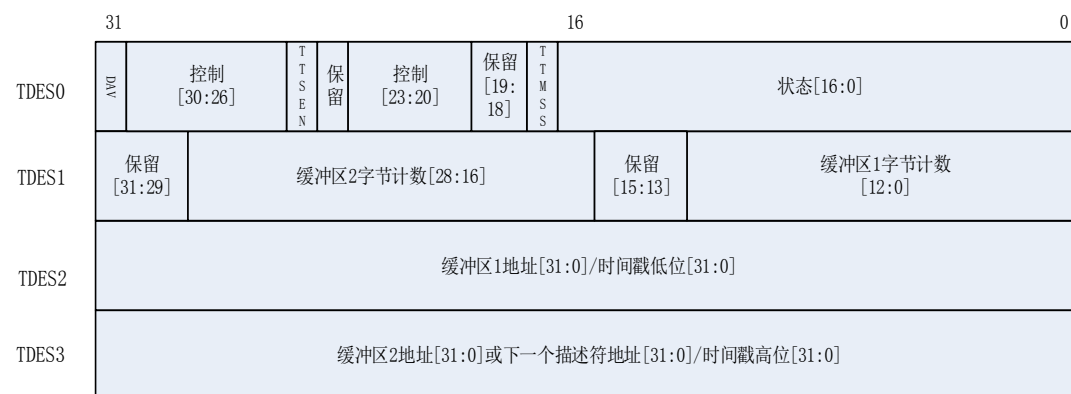 31 16 0
TDES0 DAV 控制 [30:26] TTSEN 保留 控制 [23:20] 保留 [19:18] TTMSS 状态[16:0]
TDES1 保留 [31:29] 缓冲区2字节计数[28:16] 保留 [15:13] 缓冲区1字节计数 [12:0]
TDES2 缓冲区1地址[31:0]/时间戳低位[31:0]
TDES3 缓冲区2地址[31:0]或下一个描述符地址[31:0]/时间戳高位[31:0]